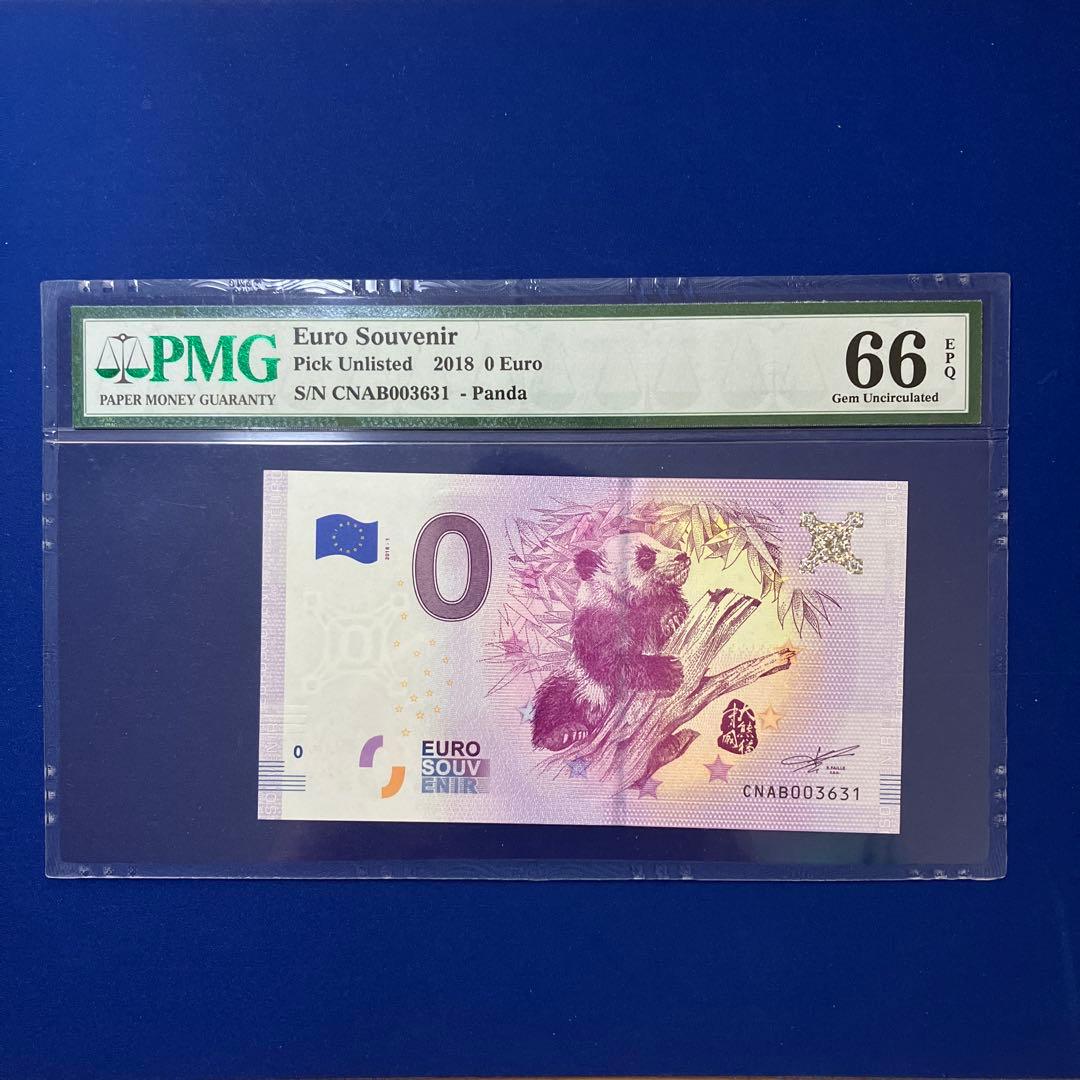 PMG
PAPER MONEY GUARANTY
Euro Souvenir
Pick Unlisted 2018 0 Euro
S/N CNAB003631 - Panda
66
EPQ
Gem Uncirculated
2018 - 1
0
0
EURO
SOUV
ENIR
CNAB003631